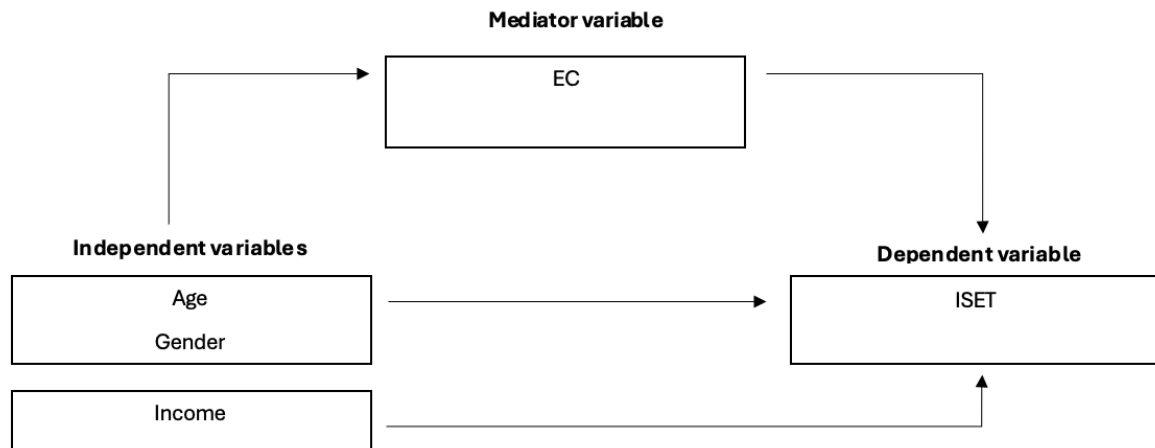 Mediator variable
EC
Independent variables
Dependent variable
Age
Gender
ISET
Income